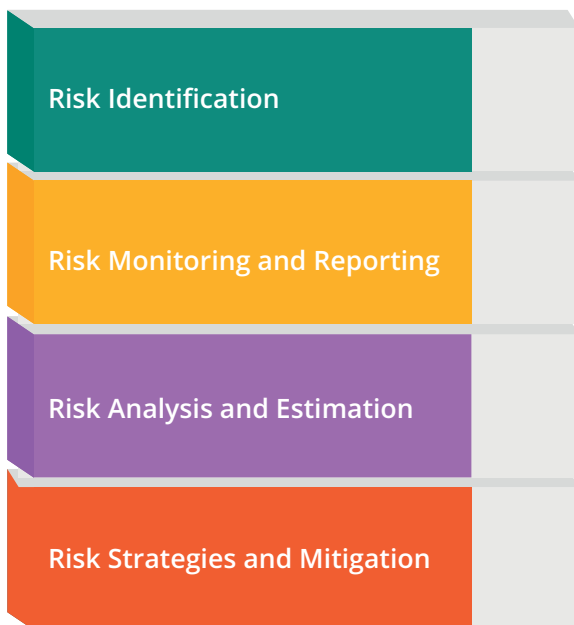 Risk Identification
Risk Monitoring and Reporting
Risk Analysis and Estimation
Risk Strategies and Mitigation